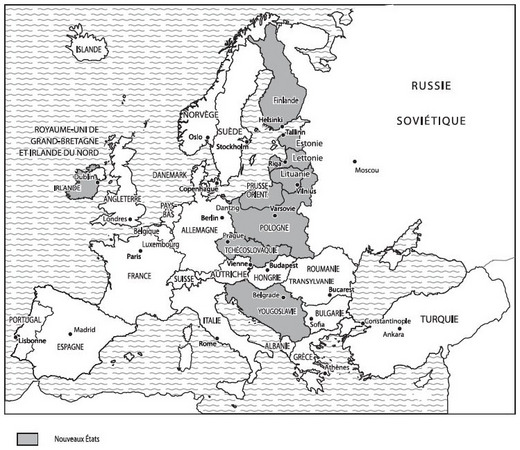 ISLANDE
RUSSIE
SOVIÉTIQUE
Finlande
NORVÈGE
Helsinki
SUÈDE
Oslo
Tallinn
ROYAUME-UNI DE
GRAND-BRETAGNE
ET IRLANDE DU NORD
Stockholm
Estonie
Lettonie
Riga
Moscou
DANEMARK
Lituanie
Dublin
IRLANDE
Copenhague
PRUSSE
ORIENT.
Vilnius
ANGLETERRE
PAYS-
BAS
Dantzig
Varsovie
Londres
Berlin
POLOGNE
Belgique
ALLEMAGNE
Prague
Luxembourg
TCHÉCOSLOVAQUIE
Paris
Vienne
Budapest
FRANCE
SUISSE
AUTRICHE
HONGRIE
ROUMANIE
TRANSYLVANIE
Bucarest
Belgrade
YOUGOSLAVIE
PORTUGAL
ITALIE
BULGARIE
Constantinople
TURQUIE
Madrid
Sofia
Ankara
Lisbonne
ESPAGNE
Rome
ALBANIE
GRÈCE
Athènes
Nouveaux États